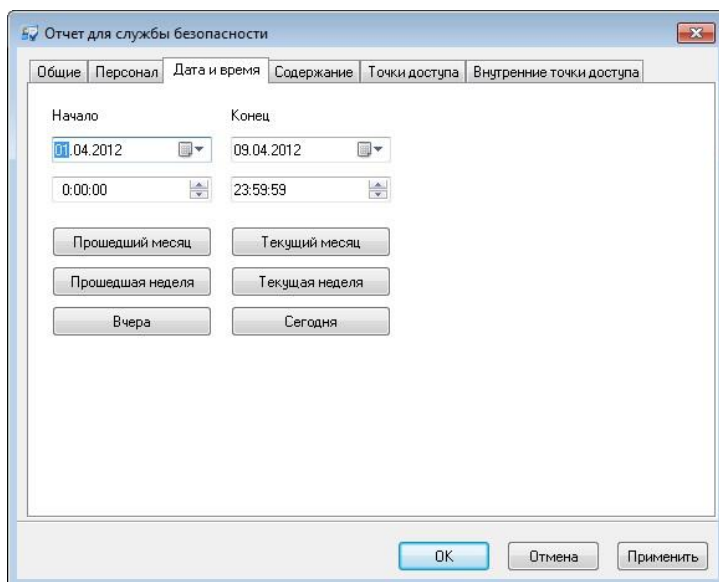 Отчет для службы безопасности
Общие Персонал Дата и время Содержание Точки доступа Внутренние точки доступа
Начало Конец
01.04.2012 09.04.2012
0:00:00 23:59:59
Прошедший месяц Текущий месяц
Прошедшая неделя Текущая неделя
Вчера Сегодня
OK Отмена Применить